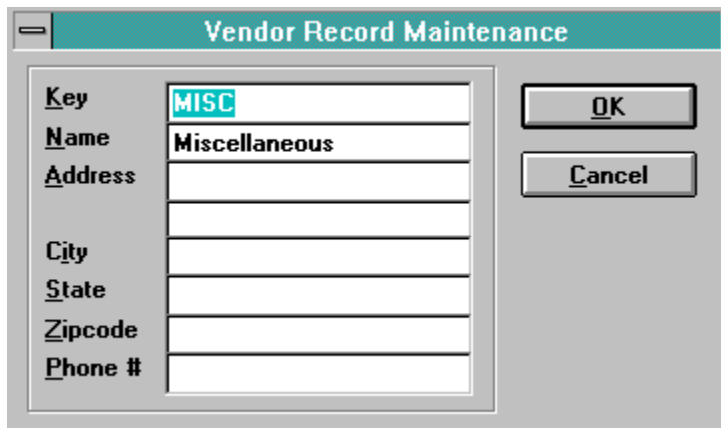 Vendor Record Maintenance
Key MISC
Name Miscellaneous
Address
City
State
Zipcode
Phone #
OK
Cancel